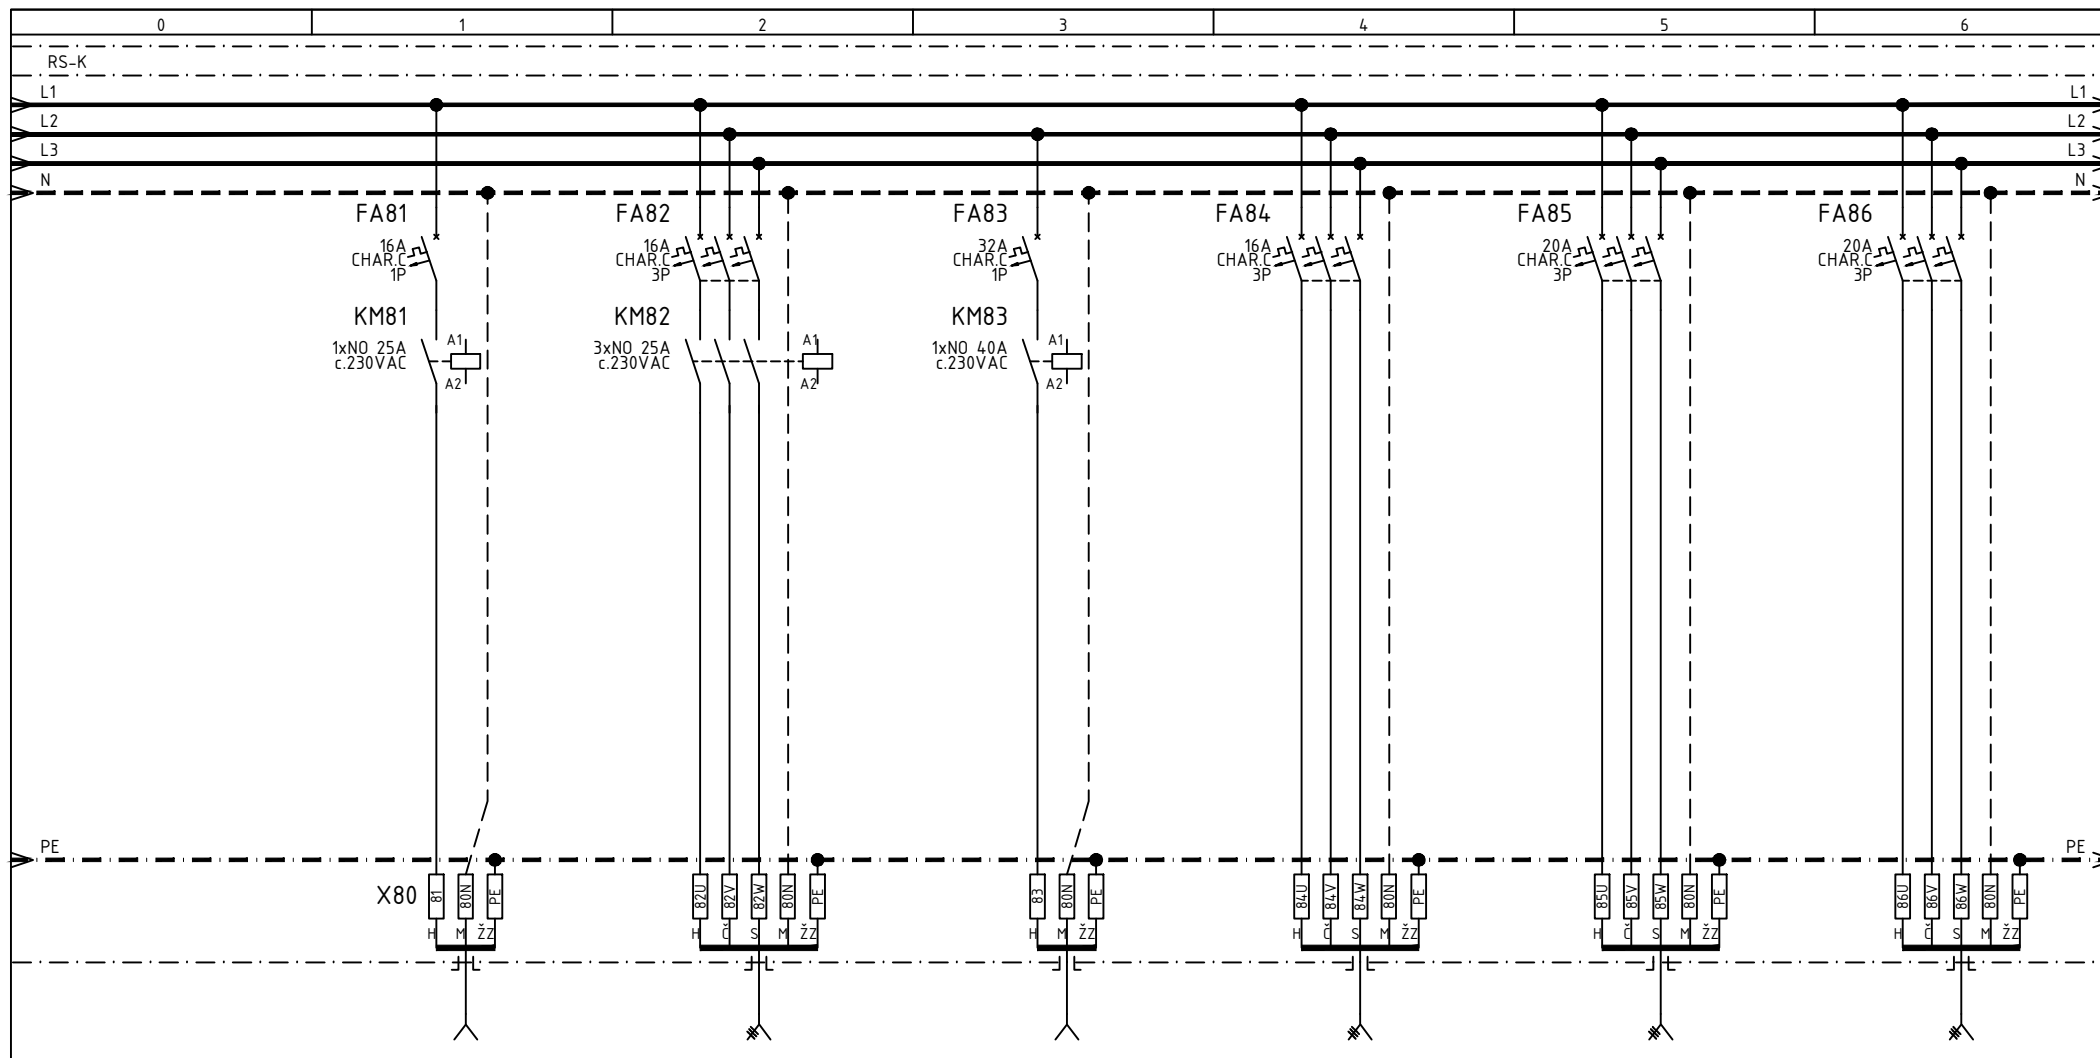 0 1 2 3 4 5 6
RS-K
L1 L1
L2 L2
L3 L3
N N
FA81 FA82 FA83 FA84 FA85 FA86
16A 16A 32A 16A 20A 20A
CHAR.C CHAR.C CHAR.C CHAR.C CHAR.C CHAR.C
1P 3P 1P 3P 3P 3P
KM81 KM82 KM83
1xNO 25A A1 3xNO 25A A1 1xNO 40A A1
c.230VAC c.230VAC c.230VAC
A2 A2 A2
PE PE
X80 81 80N PE 82U 82V 82W 80N PE 83 80N PE 84U 84V 84W 80N PE 85U 85V 85W 80N PE 86U 86V 86W 80N PE
H M ŽZ H Č S M ŽZ H M ŽZ H Č S M ŽZ H Č S M ŽZ H Č S M ŽZ